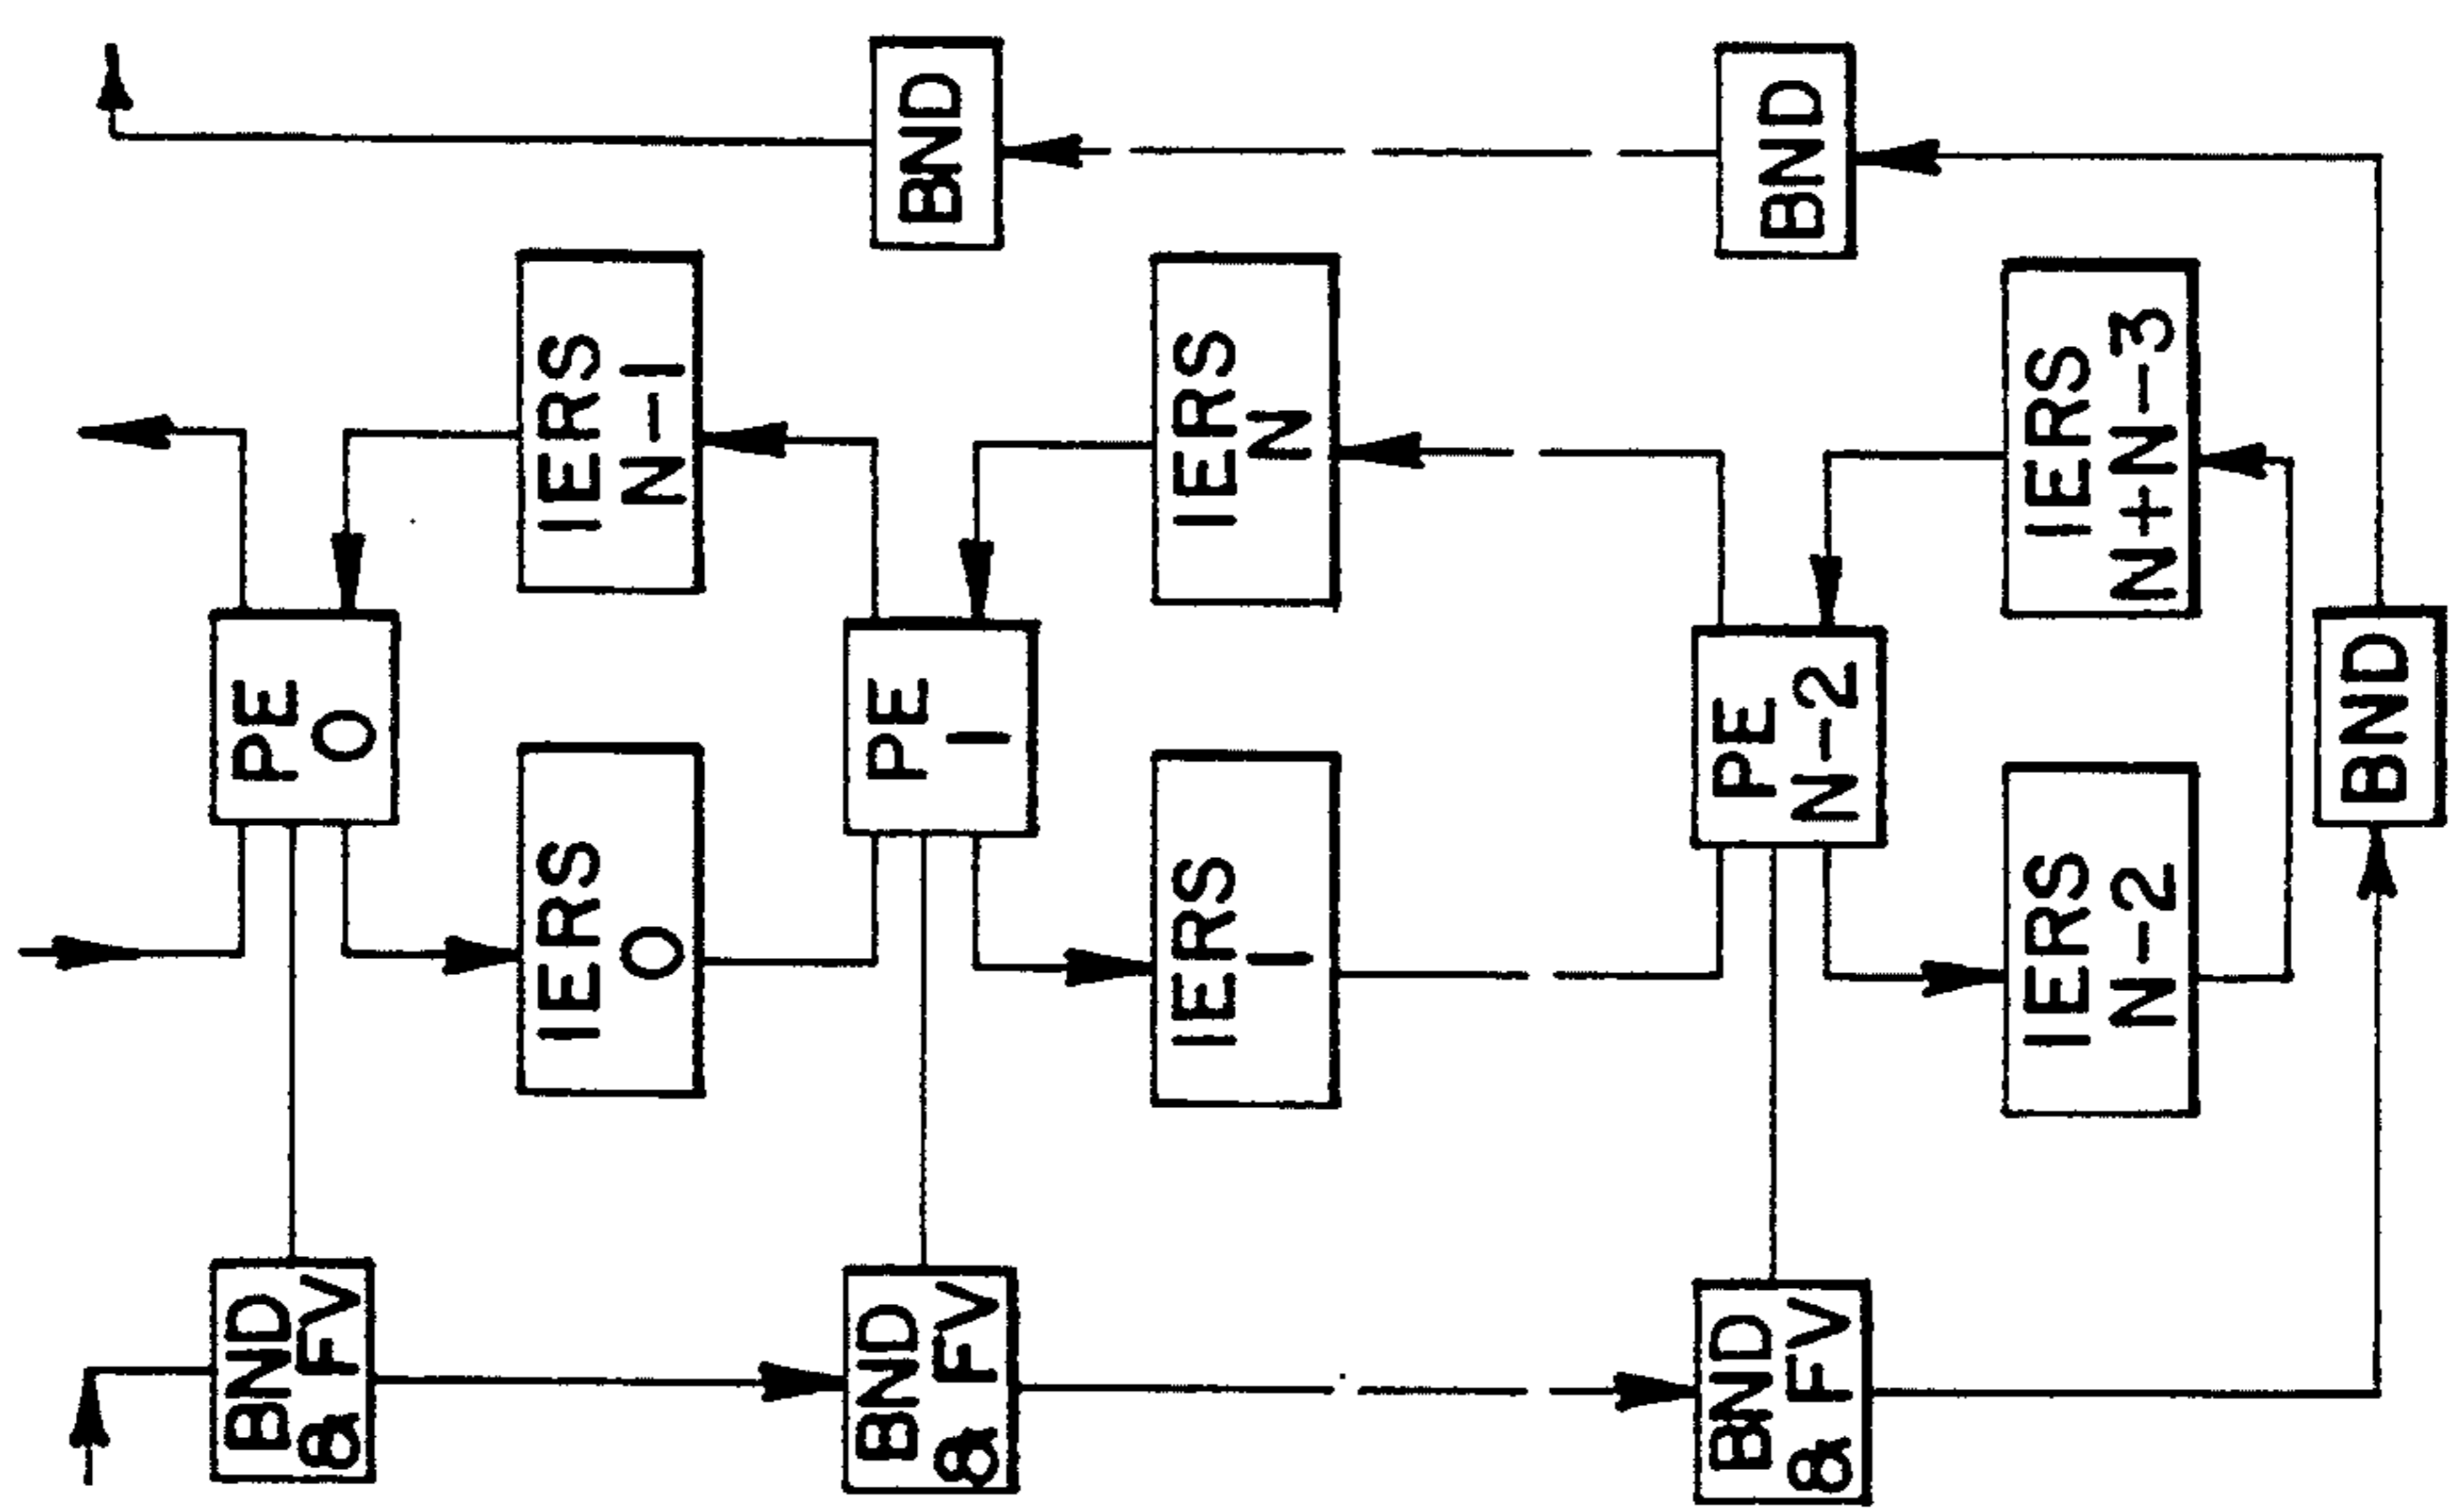 BND
& FV
PE
0
IERS
0
IERS
N-1
BND
& FV
PE
1
BND
IERS
1
IERS
N
BND
& FV
PE
N-2
BND
IERS
N-2
IERS
N+N-3
BND